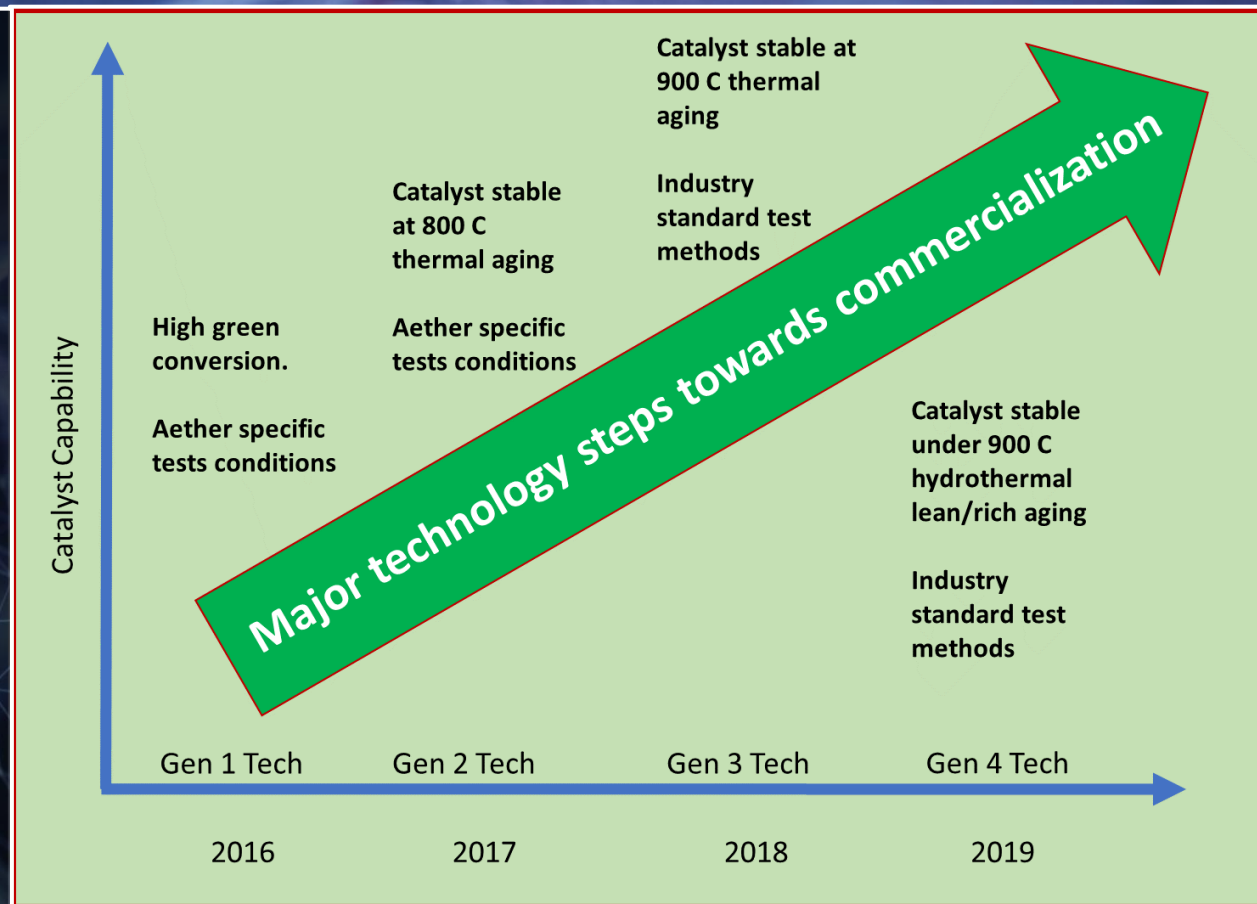 Catalyst Capability
High green
conversion.
Aether specific
tests conditions
Catalyst stable
at 800 C
thermal aging
Aether specific
tests conditions
Catalyst stable at
900 C thermal
aging
Industry
standard test
methods
Major technology steps towards commercialization
Catalyst stable
under 900 C
hydrothermal
lean/rich aging
Industry
standard test
methods
Gen 1 Tech
Gen 2 Tech
Gen 3 Tech
Gen 4 Tech
2016
2017
2018
2019